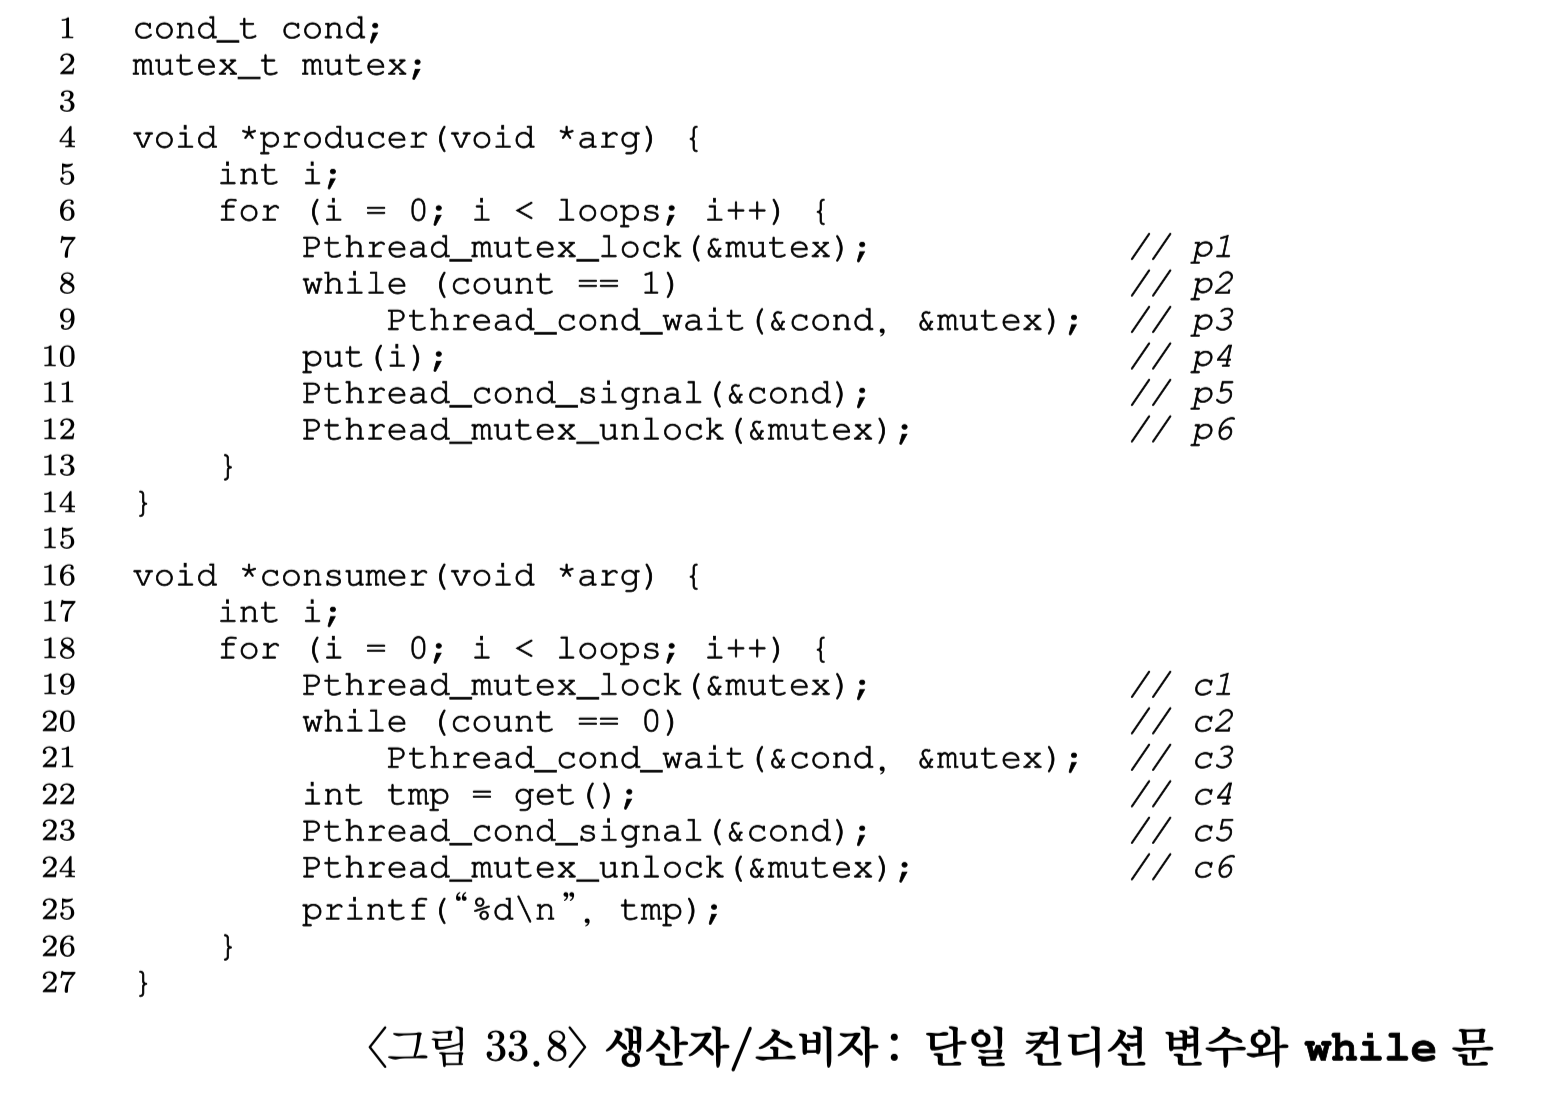 1 cond_t cond;
2 mutex_t mutex;
3
4 void *producer(void *arg) {
5 int i;
6 for (i = 0; i < loops; i++) {
7 Pthread_mutex_lock(&mutex); // p1
8 while (count == 1) // p2
9 Pthread_cond_wait(&cond, &mutex); // p3
10 put(i); // p4
11 Pthread_cond_signal(&cond); // p5
12 Pthread_mutex_unlock(&mutex); // p6
13 }
14 }
15
16 void *consumer(void *arg) {
17 int i;
18 for (i = 0; i < loops; i++) {
19 Pthread_mutex_lock(&mutex); // c1
20 while (count == 0) // c2
21 Pthread_cond_wait(&cond, &mutex); // c3
22 int tmp = get(); // c4
23 Pthread_cond_signal(&cond); // c5
24 Pthread_mutex_unlock(&mutex); // c6
25 printf(“%d\n”, tmp);
26 }
27 }
〈그림 33.8〉 생산자/소비자: 단일 컨디션 변수와 while 문